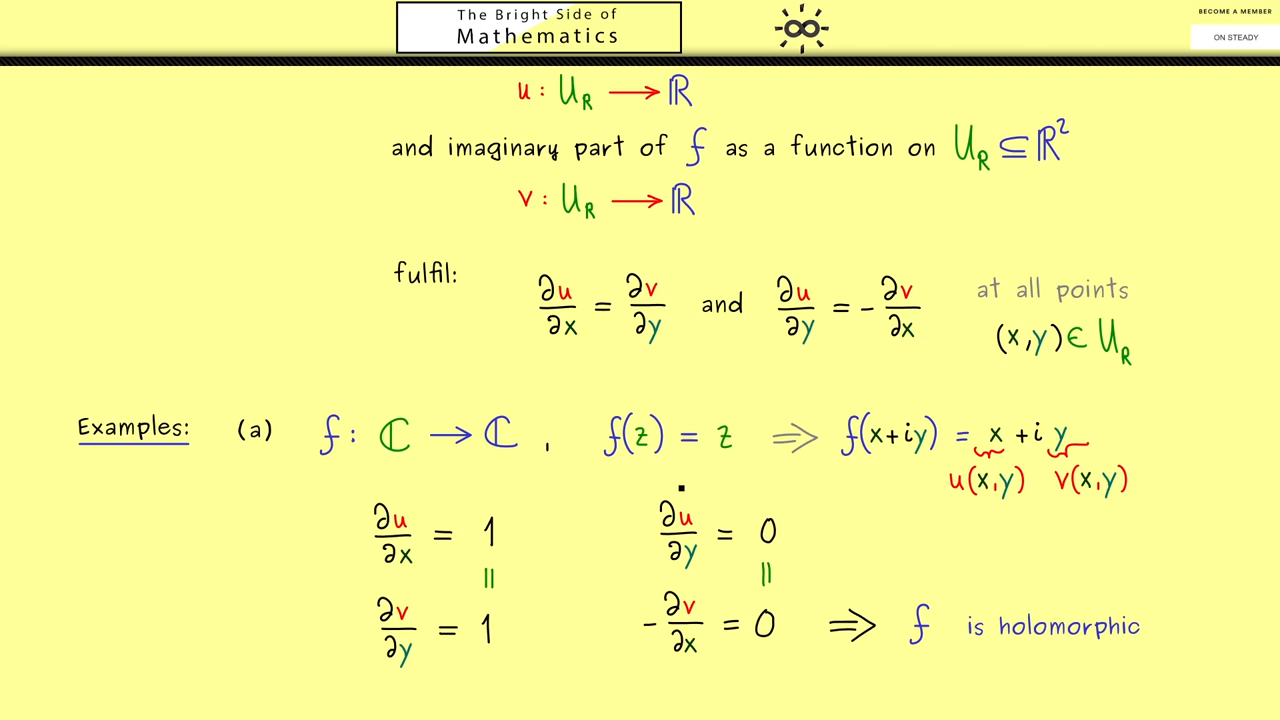 The Bright Side of
Mathematics
BECOME A MEMBER
ON STEADY
u : U_R ⟶ ℝ
and imaginary part of f as a function on U_R ⊆ ℝ²
v : U_R ⟶ ℝ
fulfil: ∂u/∂x = ∂v/∂y and ∂u/∂y = - ∂v/∂x at all points
(x,y) ∈ U_R
Examples: (a) f : ℂ ⟶ ℂ , f(z) = z ⟹ f(x+iy) = x + i y
u(x,y) v(x,y)
∂u/∂x = 1 ∂u/∂y = 0
|| ||
∂v/∂y = 1 - ∂v/∂x = 0 ⟹ f is holomorphic